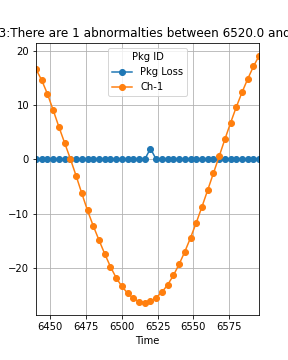 3:There are 1 abnormalties between 6520.0 and
Pkg ID
Pkg Loss
Ch-1
20
10
0
−10
−20
6450 6475 6500 6525 6550 6575
Time